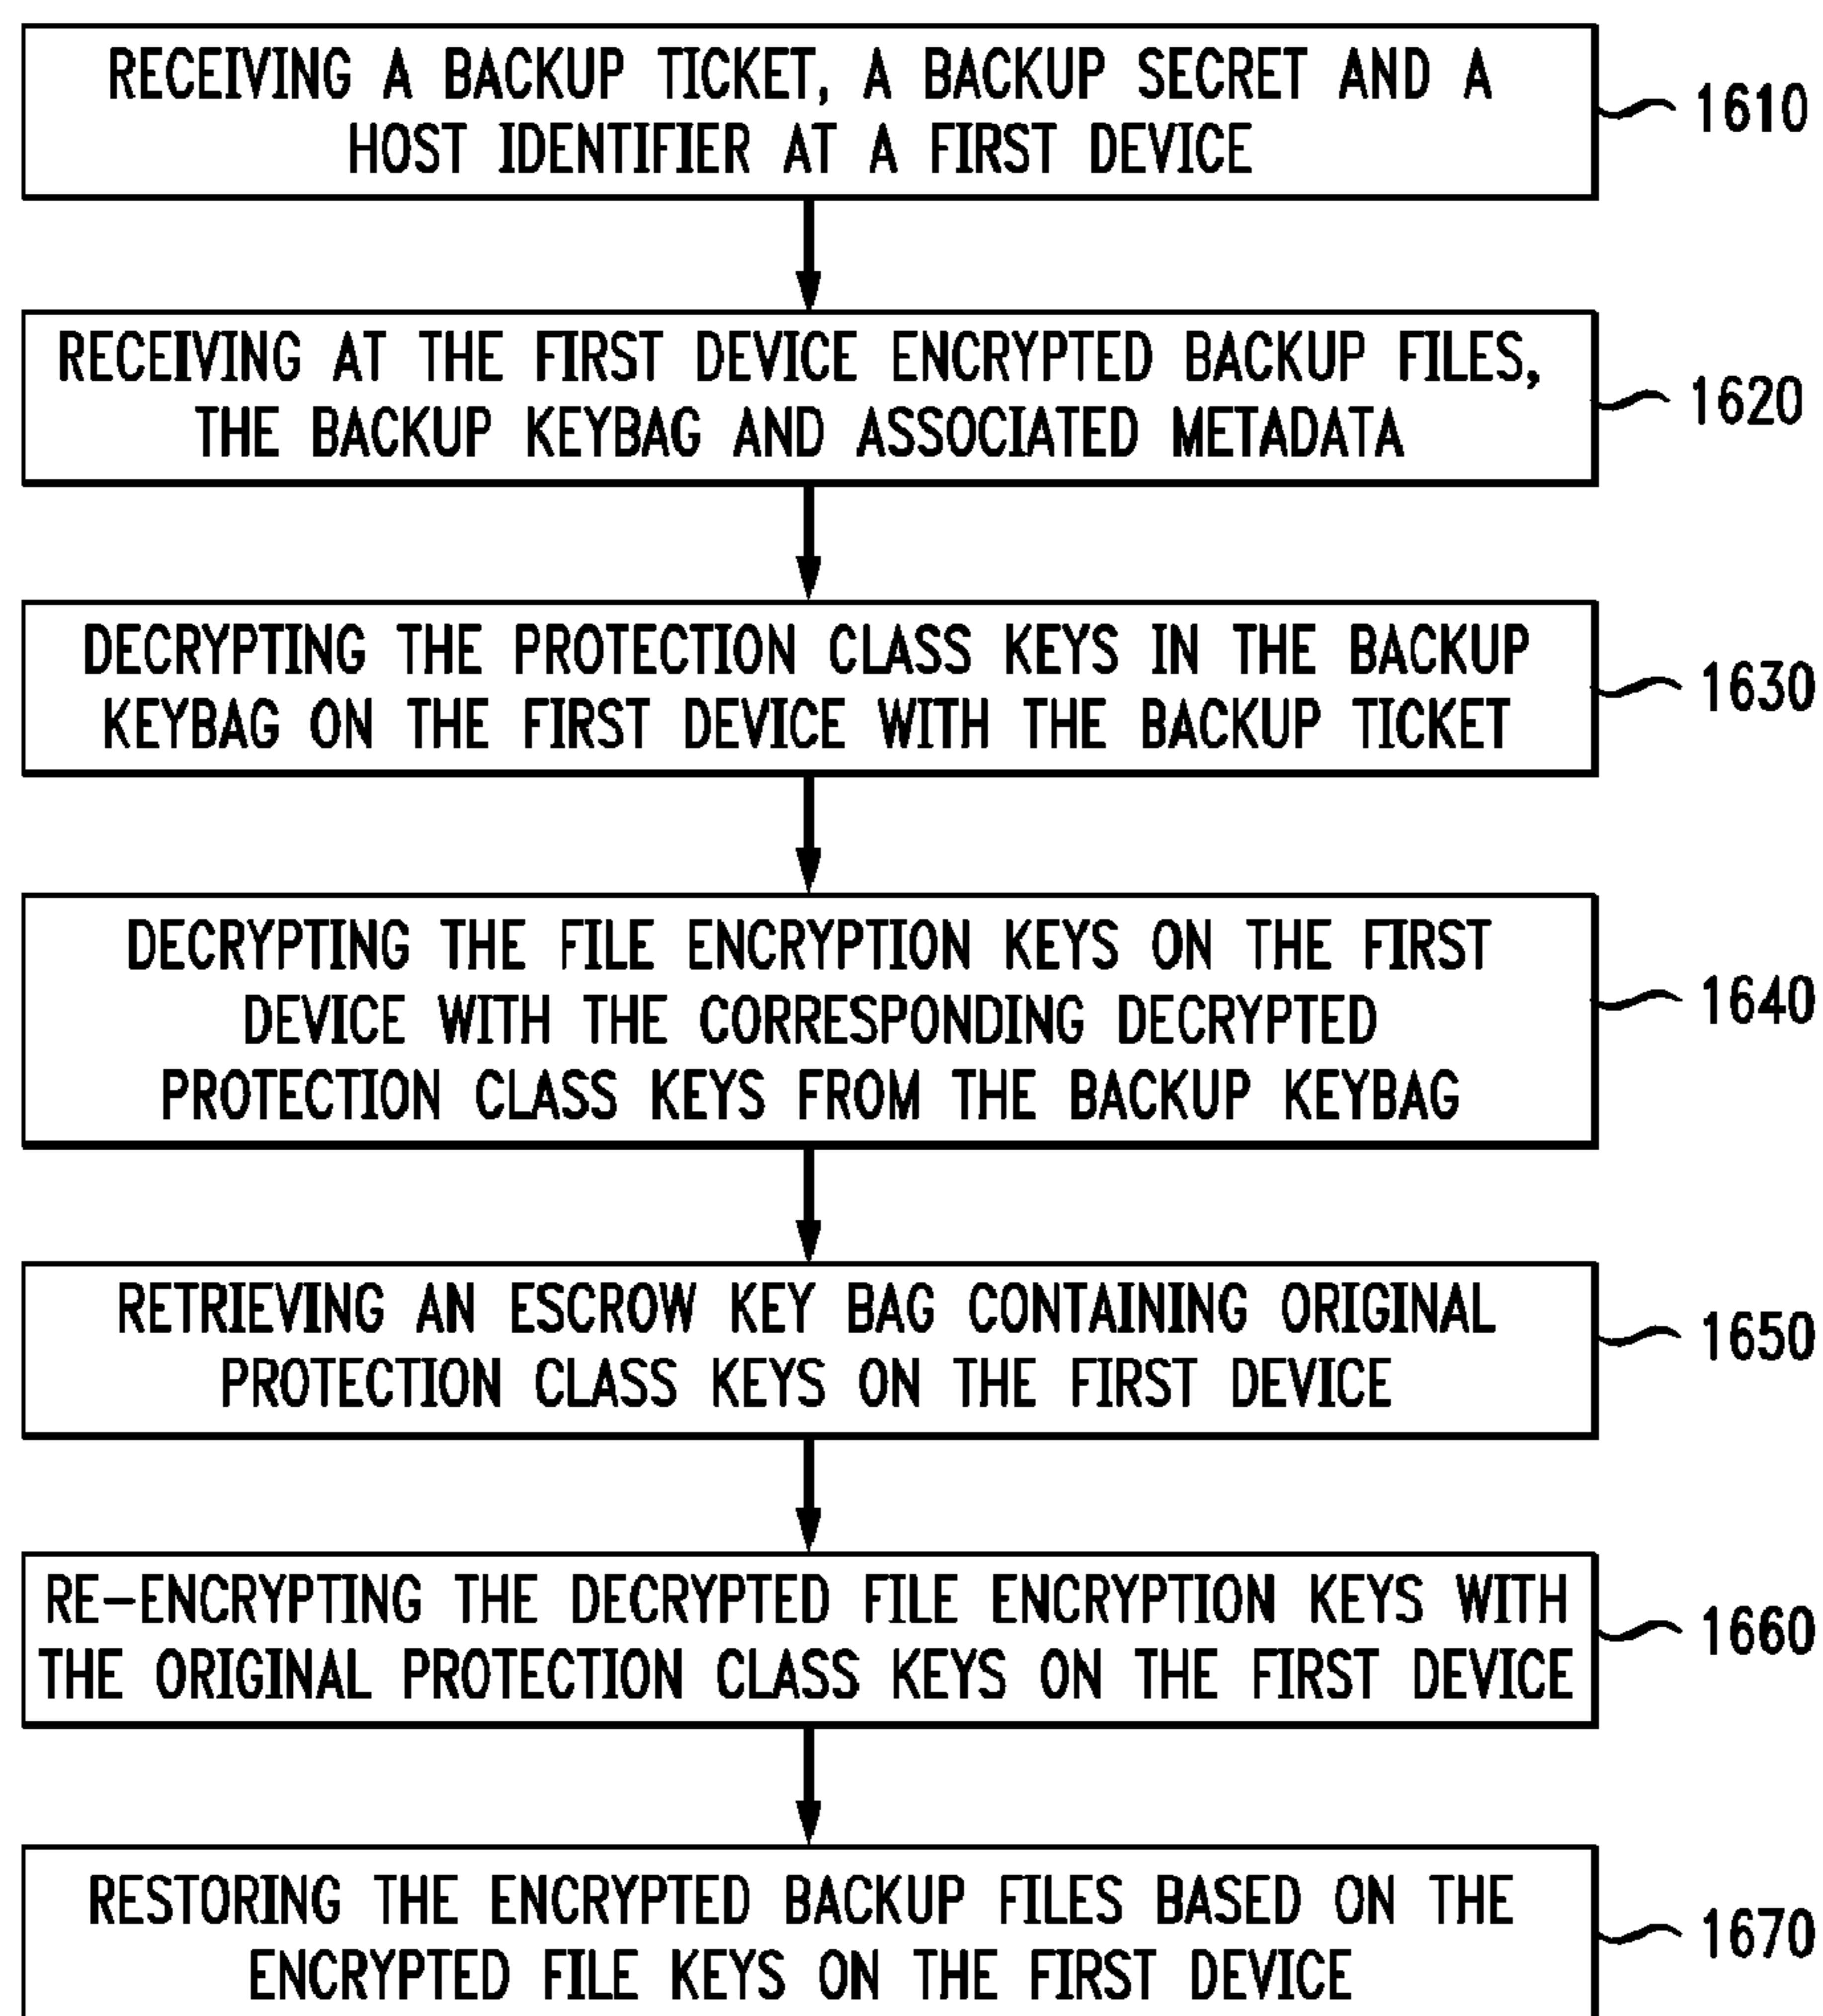 RECEIVING A BACKUP TICKET, A BACKUP SECRET AND A
HOST IDENTIFIER AT A FIRST DEVICE
1610
RECEIVING AT THE FIRST DEVICE ENCRYPTED BACKUP FILES,
THE BACKUP KEYBAG AND ASSOCIATED METADATA
1620
DECRYPTING THE PROTECTION CLASS KEYS IN THE BACKUP
KEYBAG ON THE FIRST DEVICE WITH THE BACKUP TICKET
1630
DECRYPTING THE FILE ENCRYPTION KEYS ON THE FIRST
DEVICE WITH THE CORRESPONDING DECRYPTED
PROTECTION CLASS KEYS FROM THE BACKUP KEYBAG
1640
RETRIEVING AN ESCROW KEY BAG CONTAINING ORIGINAL
PROTECTION CLASS KEYS ON THE FIRST DEVICE
1650
RE-ENCRYPTING THE DECRYPTED FILE ENCRYPTION KEYS WITH
THE ORIGINAL PROTECTION CLASS KEYS ON THE FIRST DEVICE
1660
RESTORING THE ENCRYPTED BACKUP FILES BASED ON THE
ENCRYPTED FILE KEYS ON THE FIRST DEVICE
1670